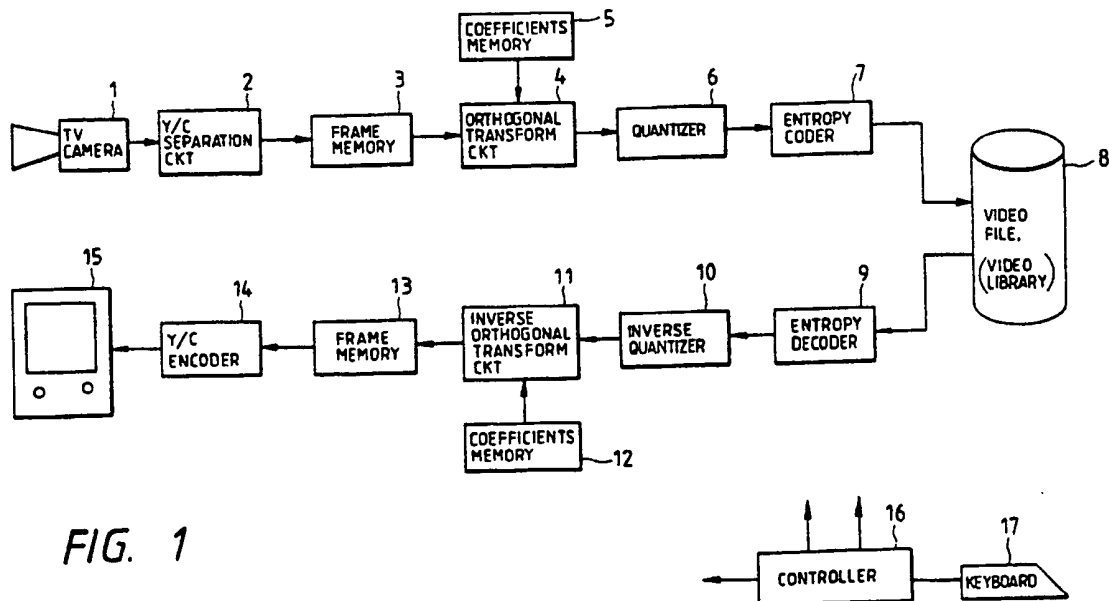 5
COEFFICIENTS
MEMORY
1
2
3
4
6
7
TV
CAMERA
Y/C
SEPARATION
CKT
FRAME
MEMORY
ORTHOGONAL
TRANSFORM
CKT
QUANTIZER
ENTROPY
CODER
8
VIDEO
FILE.
(VIDEO
LIBRARY)
15
14
13
11
10
9
Y/C
ENCODER
FRAME
MEMORY
INVERSE
ORTHOGONAL
TRANSFORM
CKT
INVERSE
QUANTIZER
ENTROPY
DECODER
COEFFICIENTS
MEMORY
12
FIG. 1
16
17
CONTROLLER
KEYBOARD